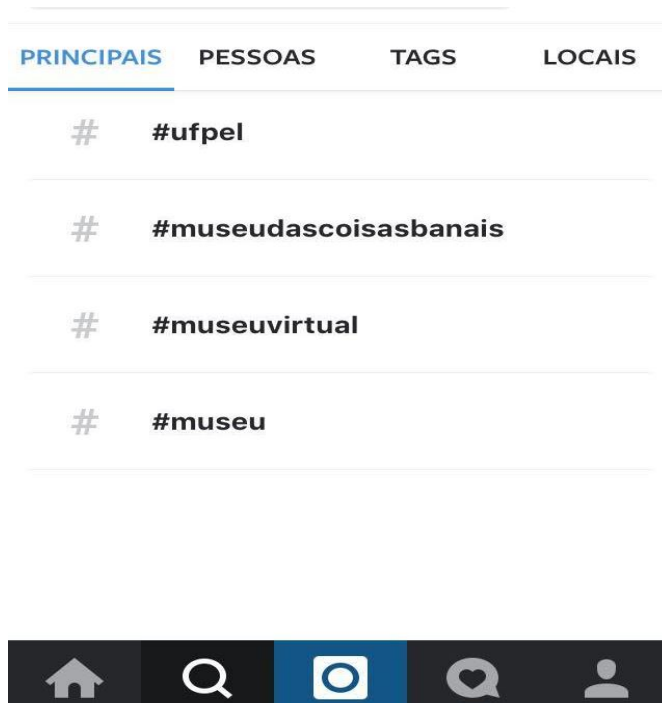 PRINCIPAIS PESSOAS TAGS LOCAIS
# #ufpel
# #museudascoisasbanais
# #museuvirtual
# #museu